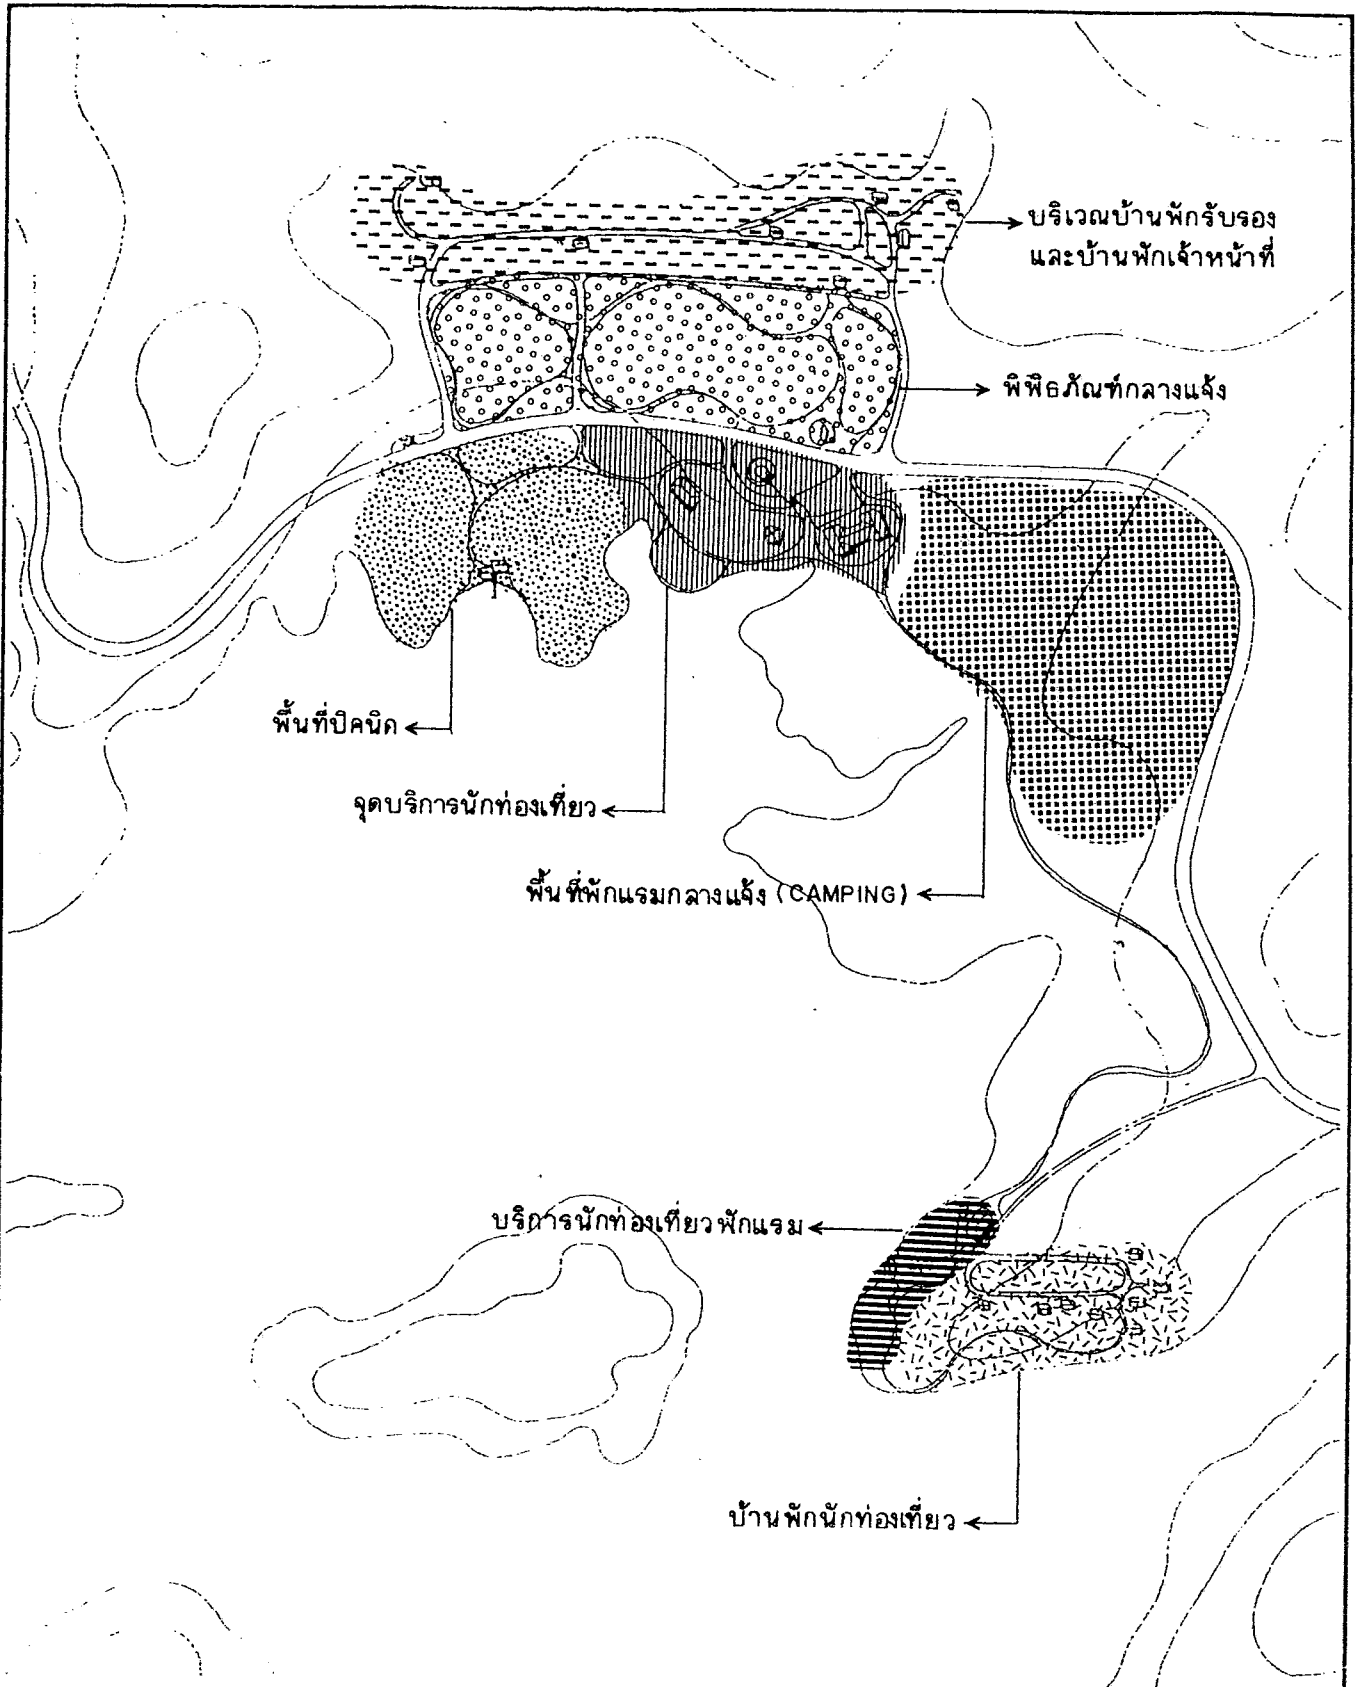 บริเวณบ้านพักรับรอง
และบ้านพักเจ้าหน้าที่
พิพิธภัณฑ์กลางแจ้ง
พื้นที่ปิคนิค
จุดบริการนักท่องเที่ยว
พื้นที่พักแรมกลางแจ้ง (CAMPING)
บริการนักท่องเที่ยวพักแรม
บ้านพักนักท่องเที่ยว